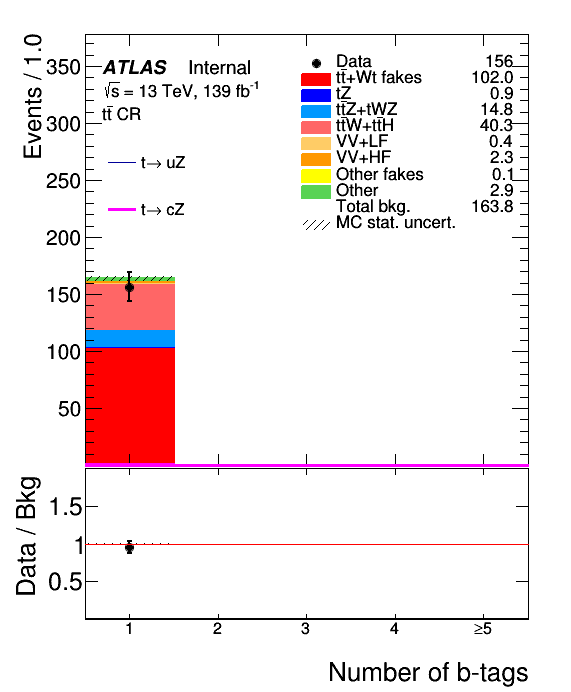 Events / 1.0
350
300
250
200
150
100
50
ATLAS Internal
√s = 13 TeV, 139 fb⁻¹
tt̄ CR
t→ uZ
t→ cZ
Data 156
tt̄+Wt fakes 102.0
tZ 0.9
tt̄Z+tWZ 14.8
tt̄W+tt̄H 40.3
VV+LF 0.4
VV+HF 2.3
Other fakes 0.1
Other 2.9
Total bkg. 163.8
MC stat. uncert.
Data / Bkg
1.5
1
0.5
1 2 3 4 ≥5
Number of b-tags